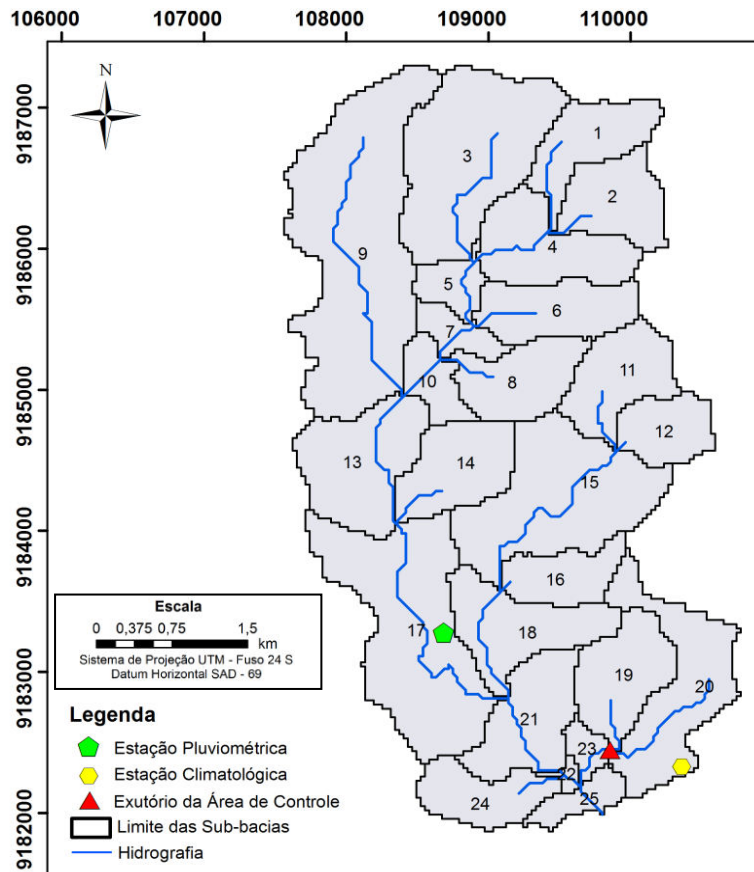 106000 107000 108000 109000 110000
N
9187000
9186000
9185000
9184000
9183000
9182000
1
3
2
9
4
5
6
7
8
10
11
12
13
14
15
16
17
18
19
20
21
23
22
24
25
Escala
0 0,375 0,75 1,5
km
Sistema de Projeção UTM - Fuso 24 S
Datum Horizontal SAD - 69
Legenda
Estação Pluviométrica
Estação Climatológica
Exutório da Área de Controle
Limite das Sub-bacias
Hidrografia